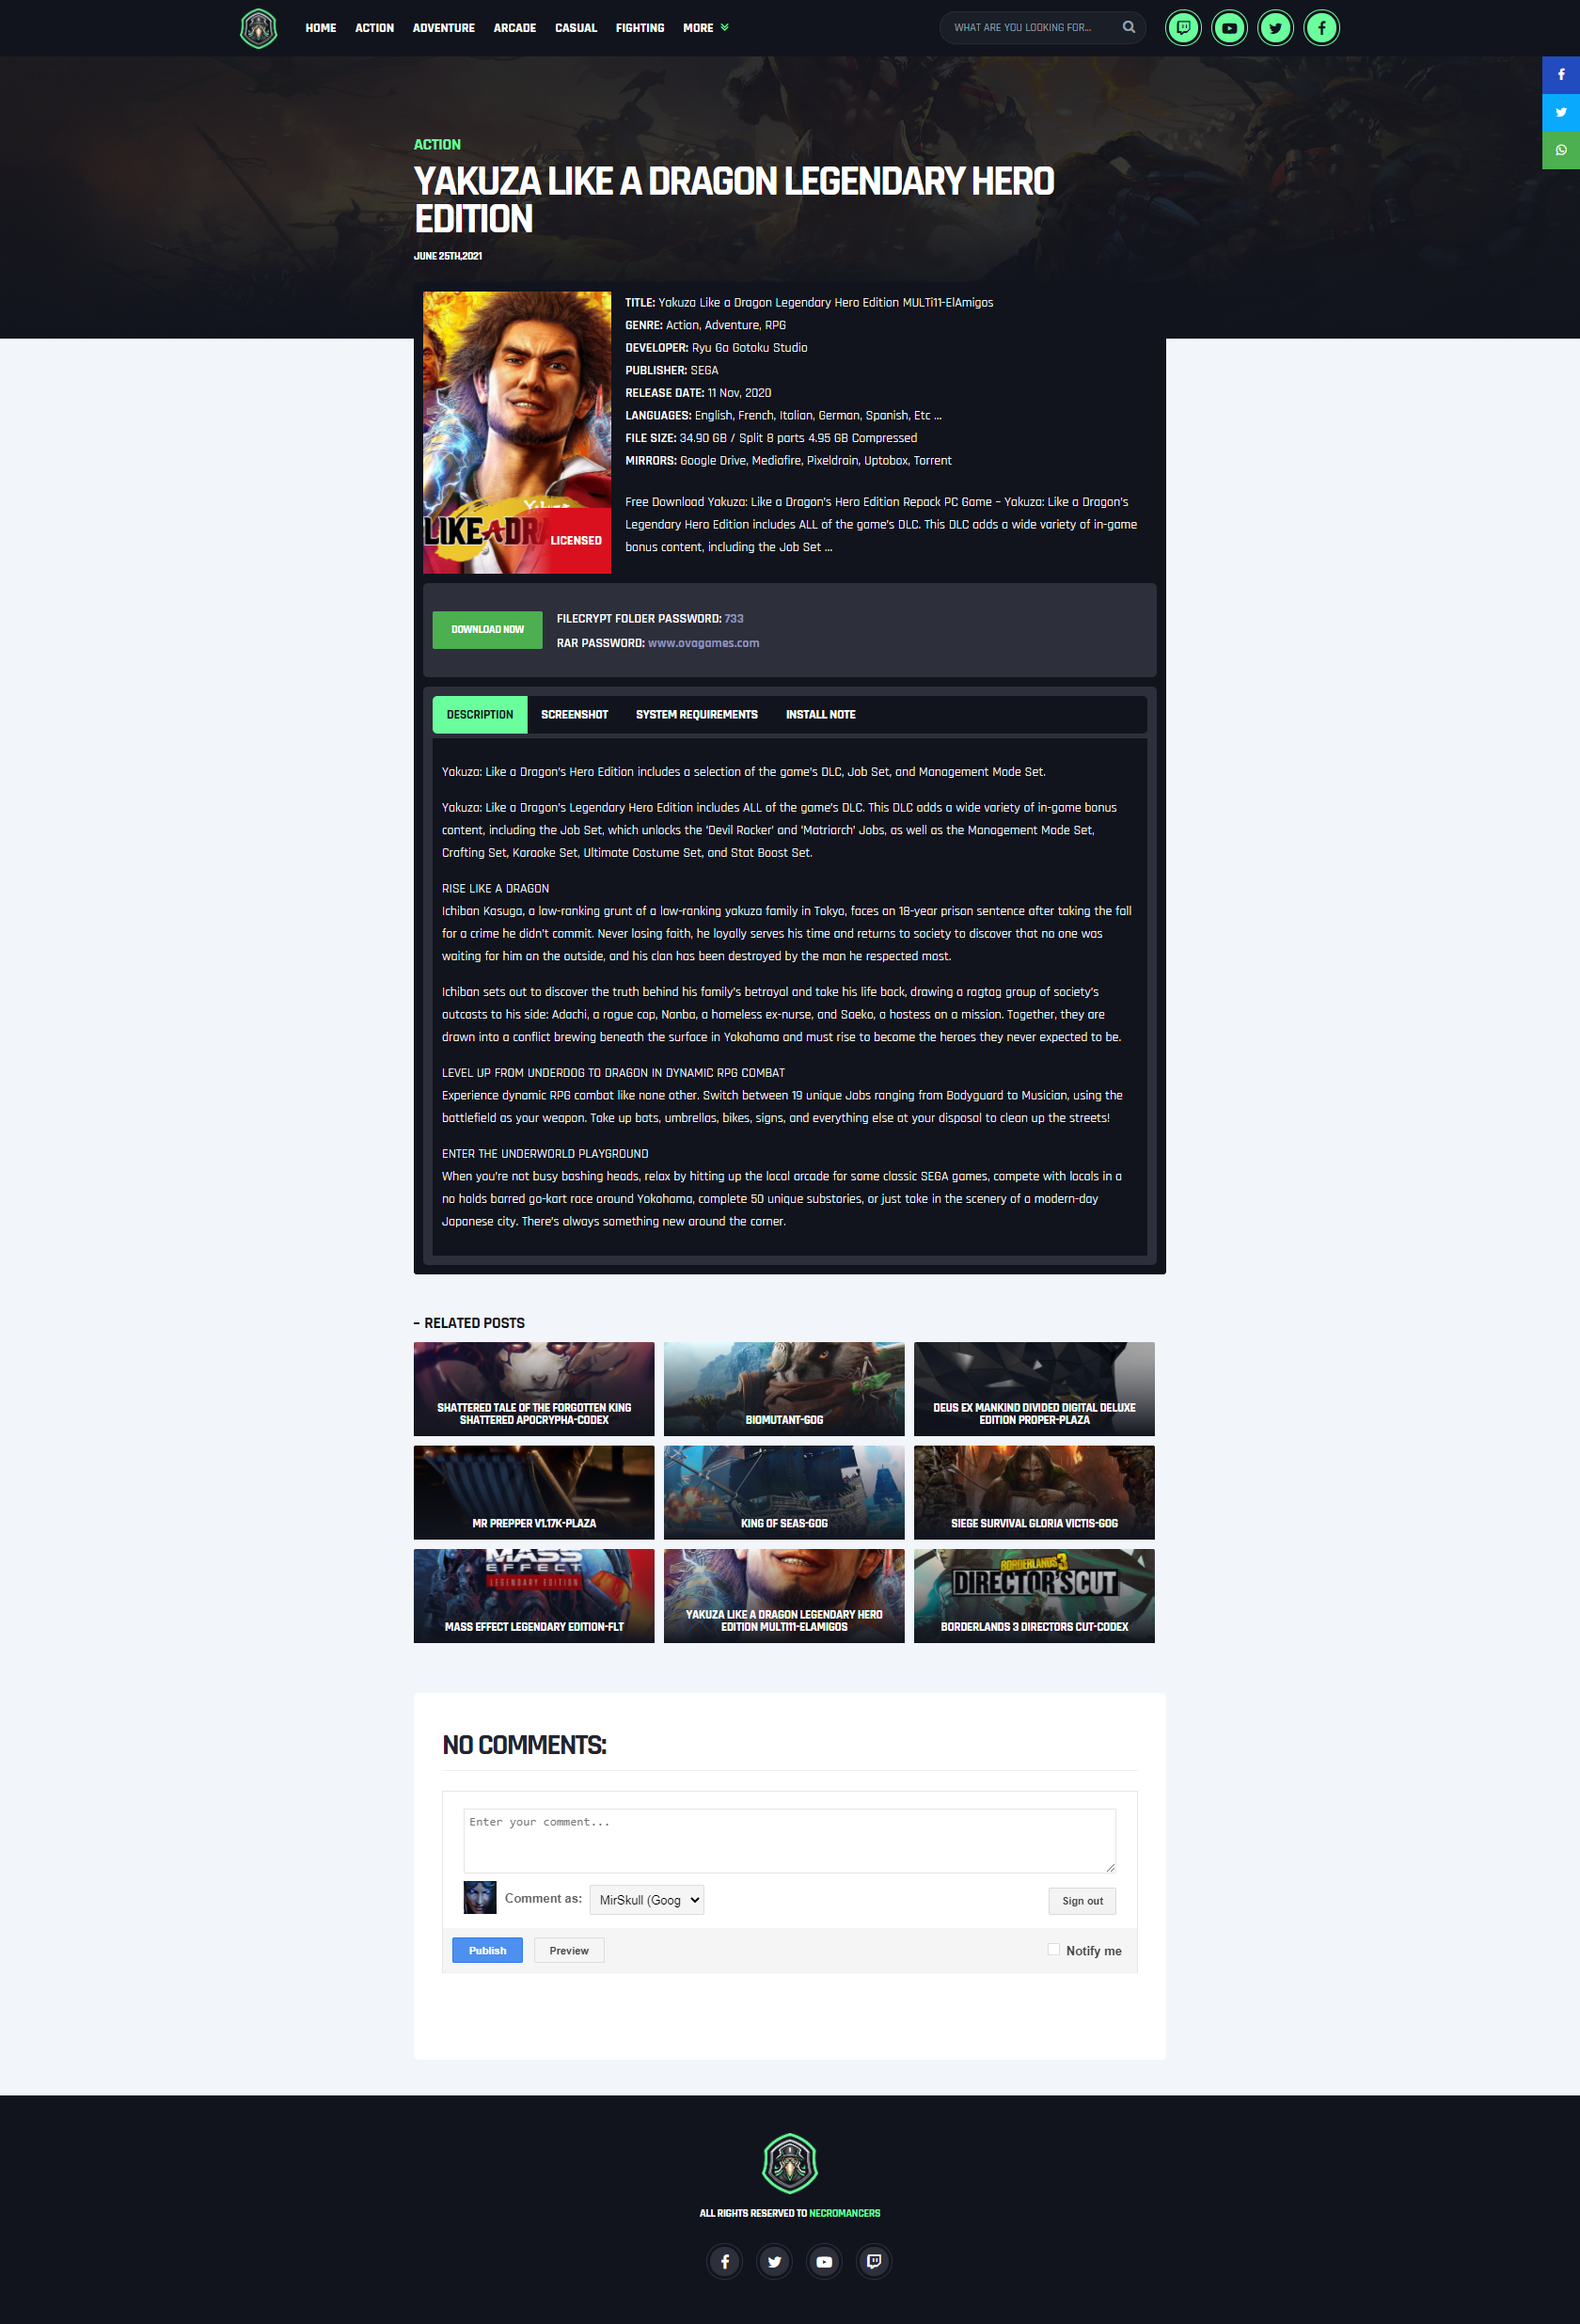 HOME ACTION ADVENTURE ARCADE CASUAL FIGHTING MORE
WHAT ARE YOU LOOKING FOR...
ACTION
YAKUZA LIKE A DRAGON LEGENDARY HERO
EDITION
JUNE 25TH,2021
LIKE A DRA
LICENSED
TITLE: Yakuza Like a Dragon Legendary Hero Edition MULTi11-ElAmigos
GENRE: Action, Adventure, RPG
DEVELOPER: Ryu Ga Gotoku Studio
PUBLISHER: SEGA
RELEASE DATE: 11 Nov, 2020
LANGUAGES: English, French, Italian, German, Spanish, Etc ...
FILE SIZE: 34.90 GB / Split 8 parts 4.95 GB Compressed
MIRRORS: Google Drive, Mediafire, Pixeldrain, Uptobox, Torrent
Free Download Yakuza: Like a Dragon's Hero Edition Repack PC Game – Yakuza: Like a Dragon's
Legendary Hero Edition includes ALL of the game's DLC. This DLC adds a wide variety of in-game
bonus content, including the Job Set ...
DOWNLOAD NOW
FILECRYPT FOLDER PASSWORD: 733
RAR PASSWORD: www.ovagames.com
DESCRIPTION SCREENSHOT SYSTEM REQUIREMENTS INSTALL NOTE
Yakuza: Like a Dragon's Hero Edition includes a selection of the game's DLC, Job Set, and Management Mode Set.
Yakuza: Like a Dragon's Legendary Hero Edition includes ALL of the game's DLC. This DLC adds a wide variety of in-game bonus
content, including the Job Set, which unlocks the 'Devil Rocker' and 'Matriarch' Jobs, as well as the Management Mode Set,
Crafting Set, Karaoke Set, Ultimate Costume Set, and Stat Boost Set.
RISE LIKE A DRAGON
Ichiban Kasuga, a low-ranking grunt of a low-ranking yakuza family in Tokyo, faces an 18-year prison sentence after taking the fall
for a crime he didn't commit. Never losing faith, he loyally serves his time and returns to society to discover that no one was
waiting for him on the outside, and his clan has been destroyed by the man he respected most.
Ichiban sets out to discover the truth behind his family's betrayal and take his life back, drawing a ragtag group of society's
outcasts to his side: Adachi, a rogue cop, Nanba, a homeless ex-nurse, and Saeko, a hostess on a mission. Together, they are
drawn into a conflict brewing beneath the surface in Yokohama and must rise to become the heroes they never expected to be.
LEVEL UP FROM UNDERDOG TO DRAGON IN DYNAMIC RPG COMBAT
Experience dynamic RPG combat like none other. Switch between 19 unique Jobs ranging from Bodyguard to Musician, using the
battlefield as your weapon. Take up bats, umbrellas, bikes, signs, and everything else at your disposal to clean up the streets!
ENTER THE UNDERWORLD PLAYGROUND
When you're not busy bashing heads, relax by hitting up the local arcade for some classic SEGA games, compete with locals in a
no holds barred go-kart race around Yokohama, complete 50 unique substories, or just take in the scenery of a modern-day
Japanese city. There's always something new around the corner.
– RELATED POSTS
SHATTERED TALE OF THE FORGOTTEN KING
SHATTERED APOCRYPHA-CODEX
BIOMUTANT-GOG
DEUS EX MANKIND DIVIDED DIGITAL DELUXE
EDITION PROPER-PLAZA
MR PREPPER V1.17K-PLAZA
KING OF SEAS-GOG
SIEGE SURVIVAL GLORIA VICTIS-GOG
MASS
EFFECT
LEGENDARY EDITION
MASS EFFECT LEGENDARY EDITION-FLT
YAKUZA LIKE A DRAGON LEGENDARY HERO
EDITION MULTI11-ELAMIGOS
BORDERLANDS 3
DIRECTOR'S CUT
BORDERLANDS 3 DIRECTORS CUT-CODEX
NO COMMENTS:
Enter your comment...
Comment as: MirSkull (Goog
Sign out
Publish Preview
Notify me
ALL RIGHTS RESERVED TO NECROMANCERS